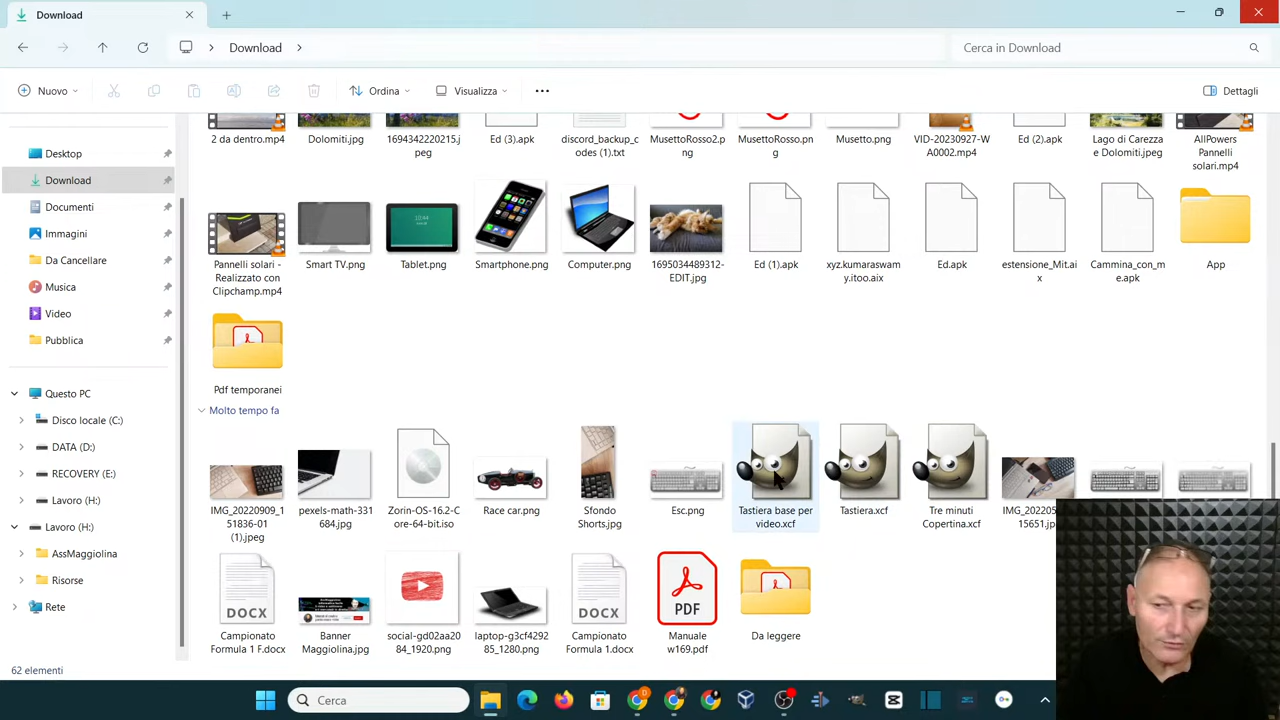 Download
Download
Cerca in Download
Nuovo
Ordina
Visualizza
Dettagli
2 da dentro.mp4
Dolomiti.jpeg
1694342220215.j
peg
Ed (3).apk
discord_backup_c
odes (1).txt
MusettoRosso2.p
ng
MusettoRosso.pn
g
Musetto.png
VID-20230927-W
A0002.mp4
Ed (2).apk
Lago di Carezza
e Dolomiti.jpeg
AllPowers
Pannelli
solari.mp4
Desktop
Download
Documenti
Immagini
Da Cancellare
Musica
Video
Pubblica
Pannelli solari -
Realizzato con
Clipchamp.mp4
Smart TV.png
Tablet.png
Smartphone.png
Computer.png
1695034489312-
EDIT.jpg
Ed (1).apk
xyz.kumaraswam
y.itoo.aix
Ed.apk
estensione_Mit.ai
x
Cammina_con_m
e.apk
App
Pdf temporanei
Questo PC
Disco locale (C:)
DATA (D:)
RECOVERY (E:)
Lavoro (H:)
Lavoro (H:)
AssMaggiolina
Risorse
Rete
Molto tempo fa
IMG_20220909_1
51836-01
(1).jpeg
pexels-math-331
684.jpg
Zorin-OS-16.2-C
ore-64-bit.iso
Race car.png
Sfondo
Shorts.jpg
Esc.png
Tastiera base per
video.xcf
Tastiera.xcf
Tre minuti
Copertina.xcf
IMG_202205
15651.jp
DOCX
Campionato
Formula 1 F.docx
Banner
Maggiolina.jpg
social-gd02aa20
84_1920.png
laptop-g3cf4292
85_1280.png
DOCX
Campionato
Formula 1.docx
PDF
Manuale
w169.pdf
Da leggere
62 elementi
Cerca